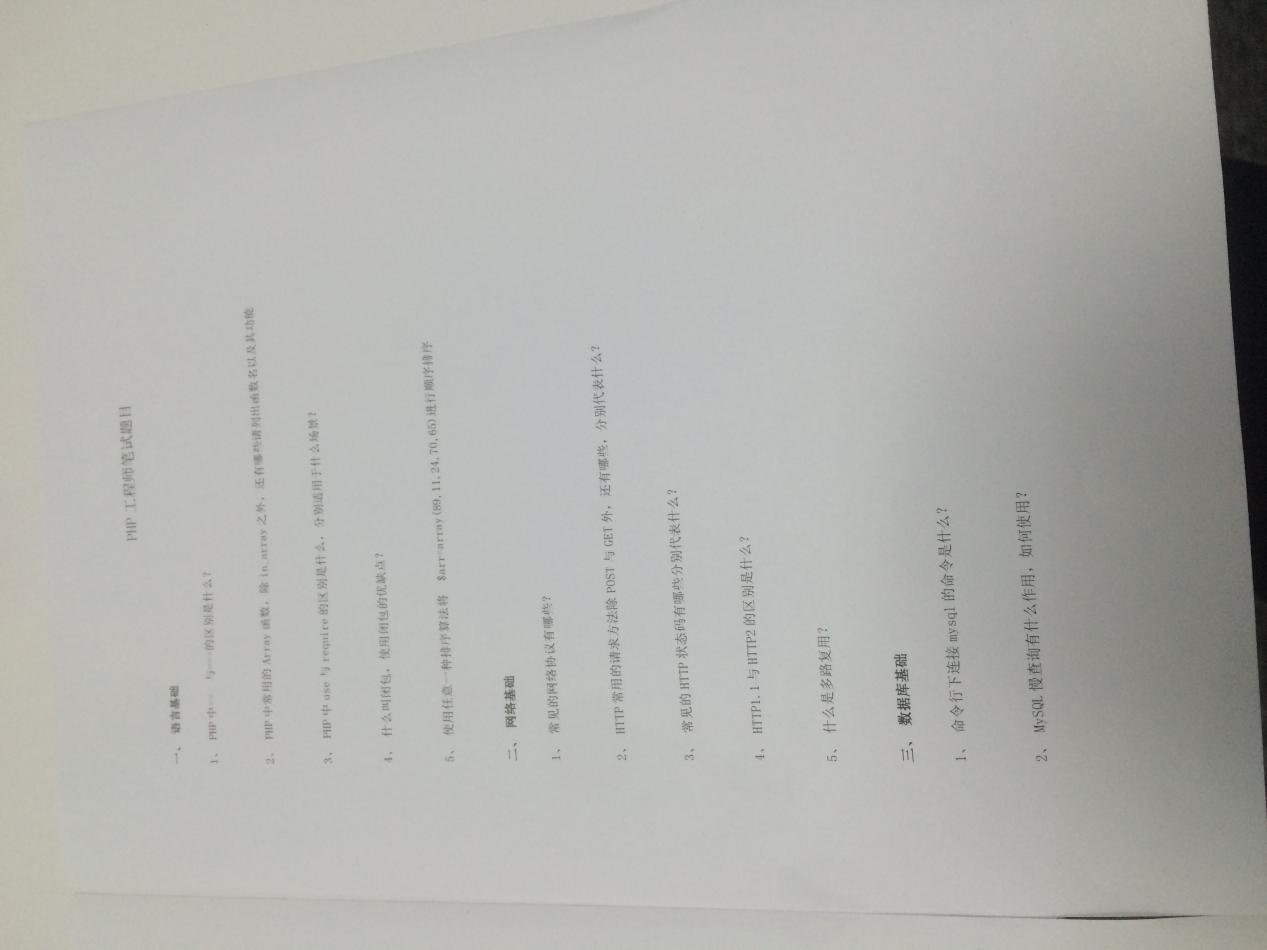 PHP 工程师笔试题目
一、 语言基础
1、 PHP 中== 与===的区别是什么?
2、 PHP 中常用的 Array 函数，除 in_array 之外，还有哪些请列出函数名以及其功能
3、 PHP 中 use 与 require 的区别是什么，分别适用于什么场景?
4、 什么叫闭包，使用闭包的优缺点?
5、 使用任意一种排序算法将 $arr=array(89,11,24,70,65)进行顺序排序
二、 网络基础
1、 常见的网络协议有哪些?
2、 HTTP 常用的请求方法除 POST 与 GET 外，还有哪些，分别代表什么?
3、 常见的 HTTP 状态码有哪些分别代表什么?
4、 HTTP1.1 与 HTTP2 的区别是什么?
5、 什么是多路复用?
三、 数据库基础
1、 命令行下连接 mysql 的命令是什么?
2、 MySQL 慢查询有什么作用，如何使用?